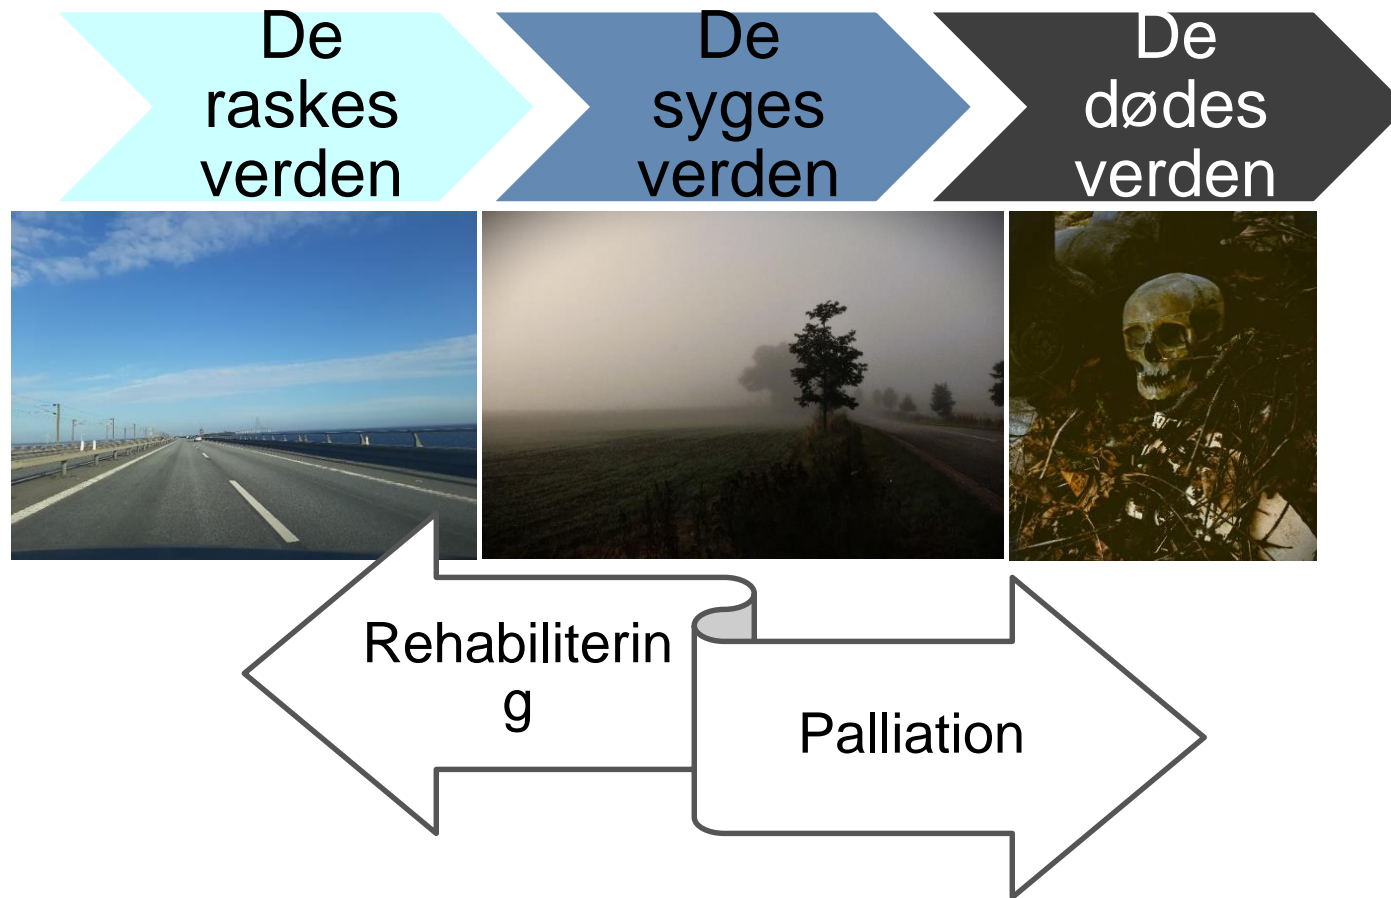 De
raskes
verden
De
syges
verden
De
dødes
verden
Rehabiliterin
g
Palliation